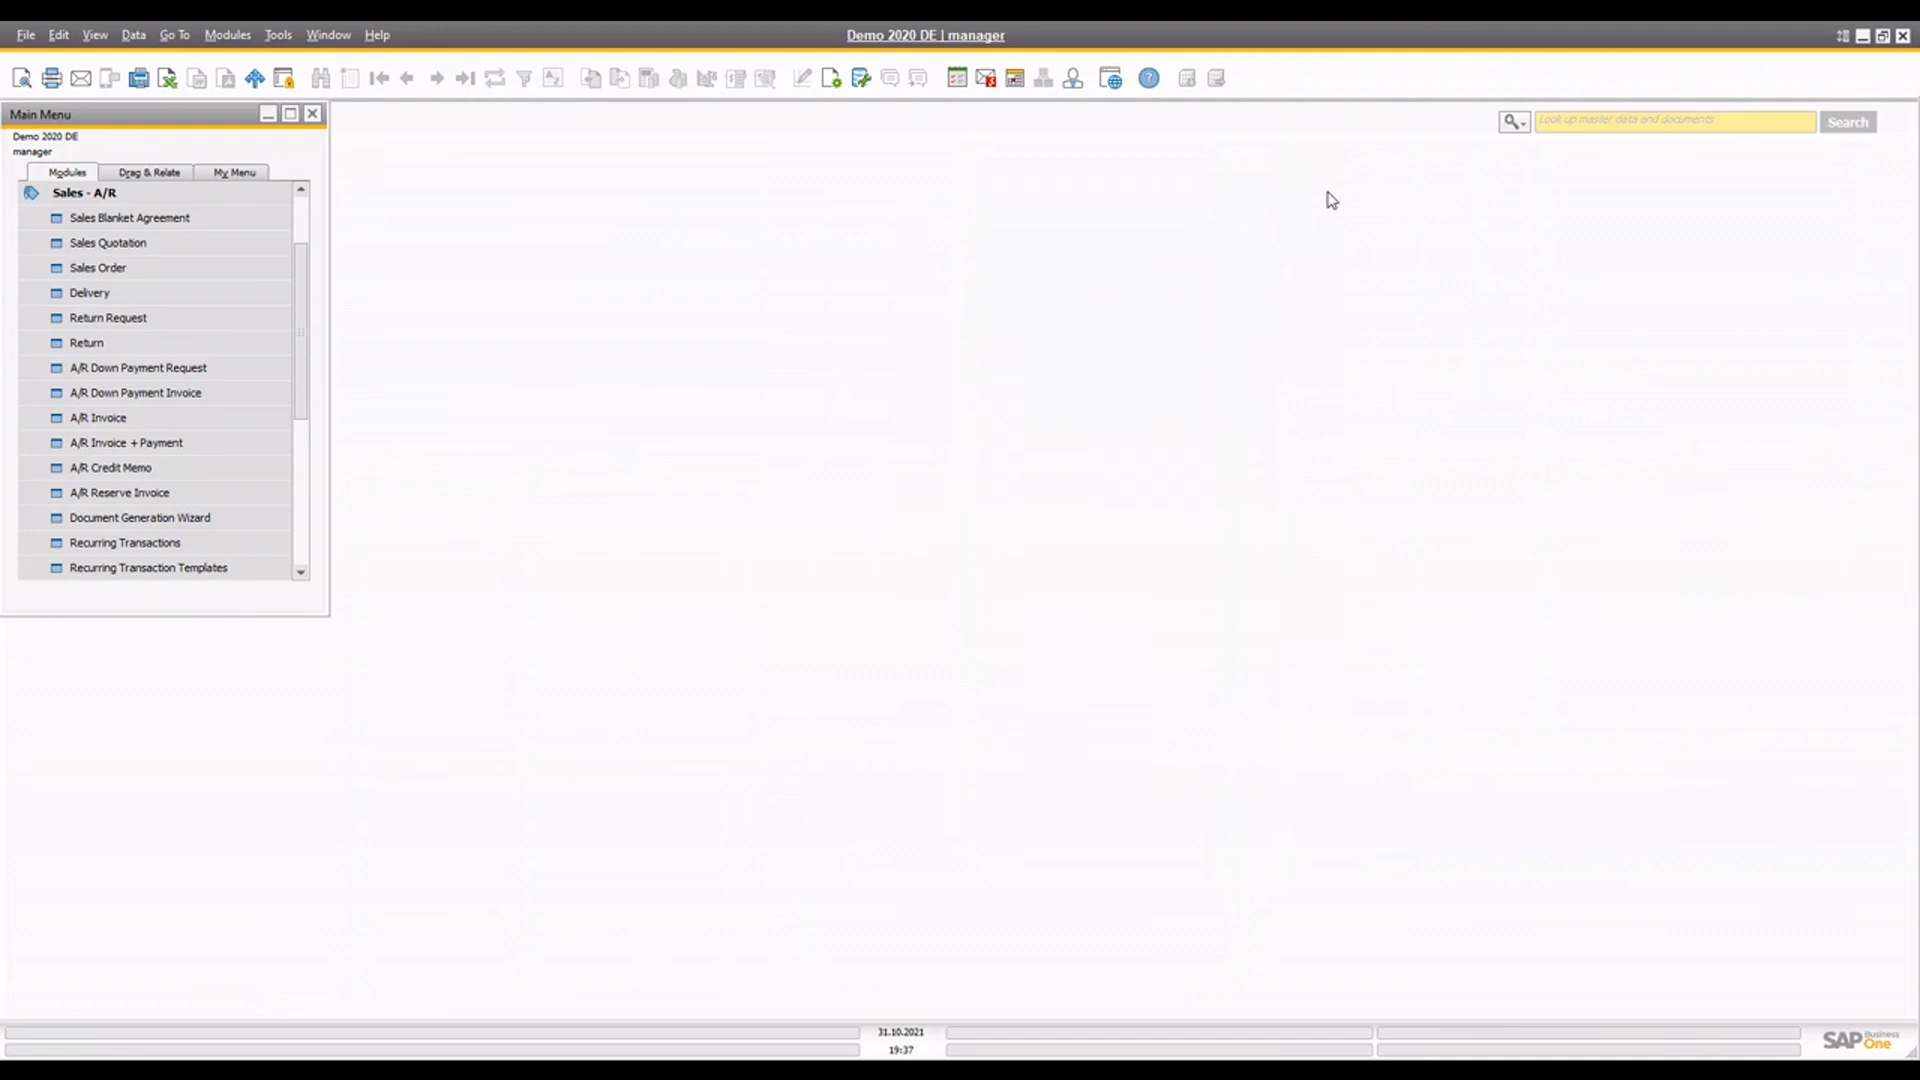 File Edit View Data Go To Modules Tools Window Help
Demo 2020 DE | manager
Main Menu
Demo 2020 DE
manager
Modules Drag & Relate My Menu
Sales - A/R
Sales Blanket Agreement
Sales Quotation
Sales Order
Delivery
Return Request
Return
A/R Down Payment Request
A/R Down Payment Invoice
A/R Invoice
A/R Invoice + Payment
A/R Credit Memo
A/R Reserve Invoice
Document Generation Wizard
Recurring Transactions
Recurring Transaction Templates
Look up master data and documents
Search
31.10.2021
19:37
SAP Business One